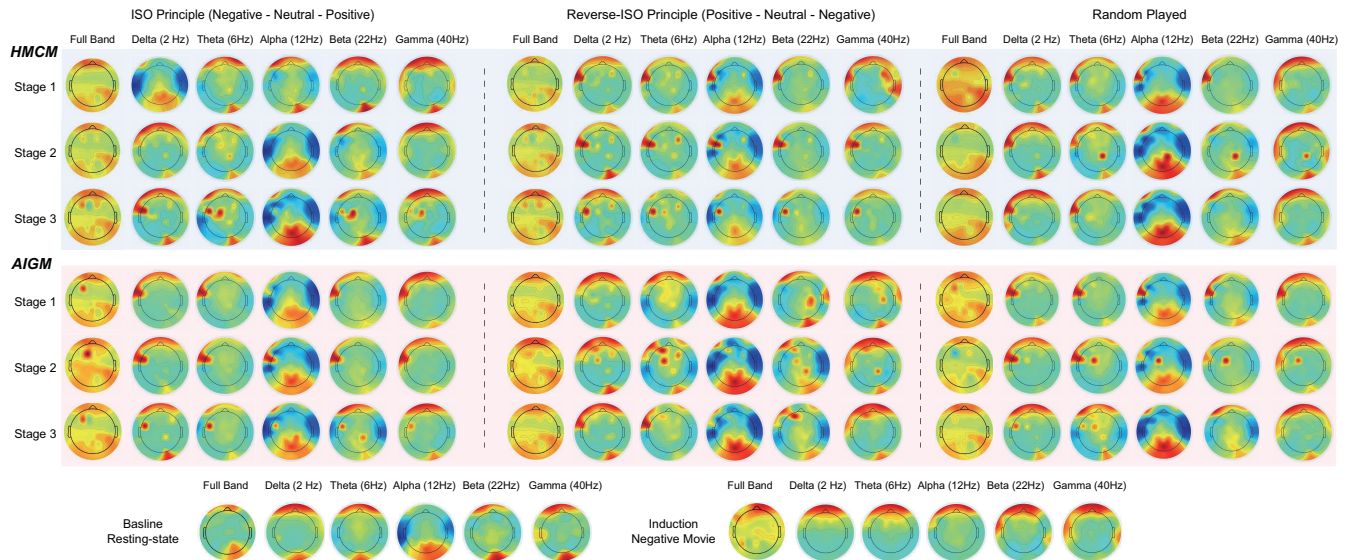 ISO Principle (Negative - Neutral - Positive) Reverse-ISO Principle (Positive - Neutral - Negative) Random Played
Full Band Delta (2 Hz) Theta (6Hz) Alpha (12Hz) Beta (22Hz) Gamma (40Hz) Full Band Delta (2 Hz) Theta (6Hz) Alpha (12Hz) Beta (22Hz) Gamma (40Hz) Full Band Delta (2 Hz) Theta (6Hz) Alpha (12Hz) Beta (22Hz) Gamma (40Hz)
HMCM
Stage 1
Stage 2
Stage 3
AIGM
Stage 1
Stage 2
Stage 3
Full Band Delta (2 Hz) Theta (6Hz) Alpha (12Hz) Beta (22Hz) Gamma (40Hz) Full Band Delta (2 Hz) Theta (6Hz) Alpha (12Hz) Beta (22Hz) Gamma (40Hz)
Basline Induction
Resting-state Negative Movie